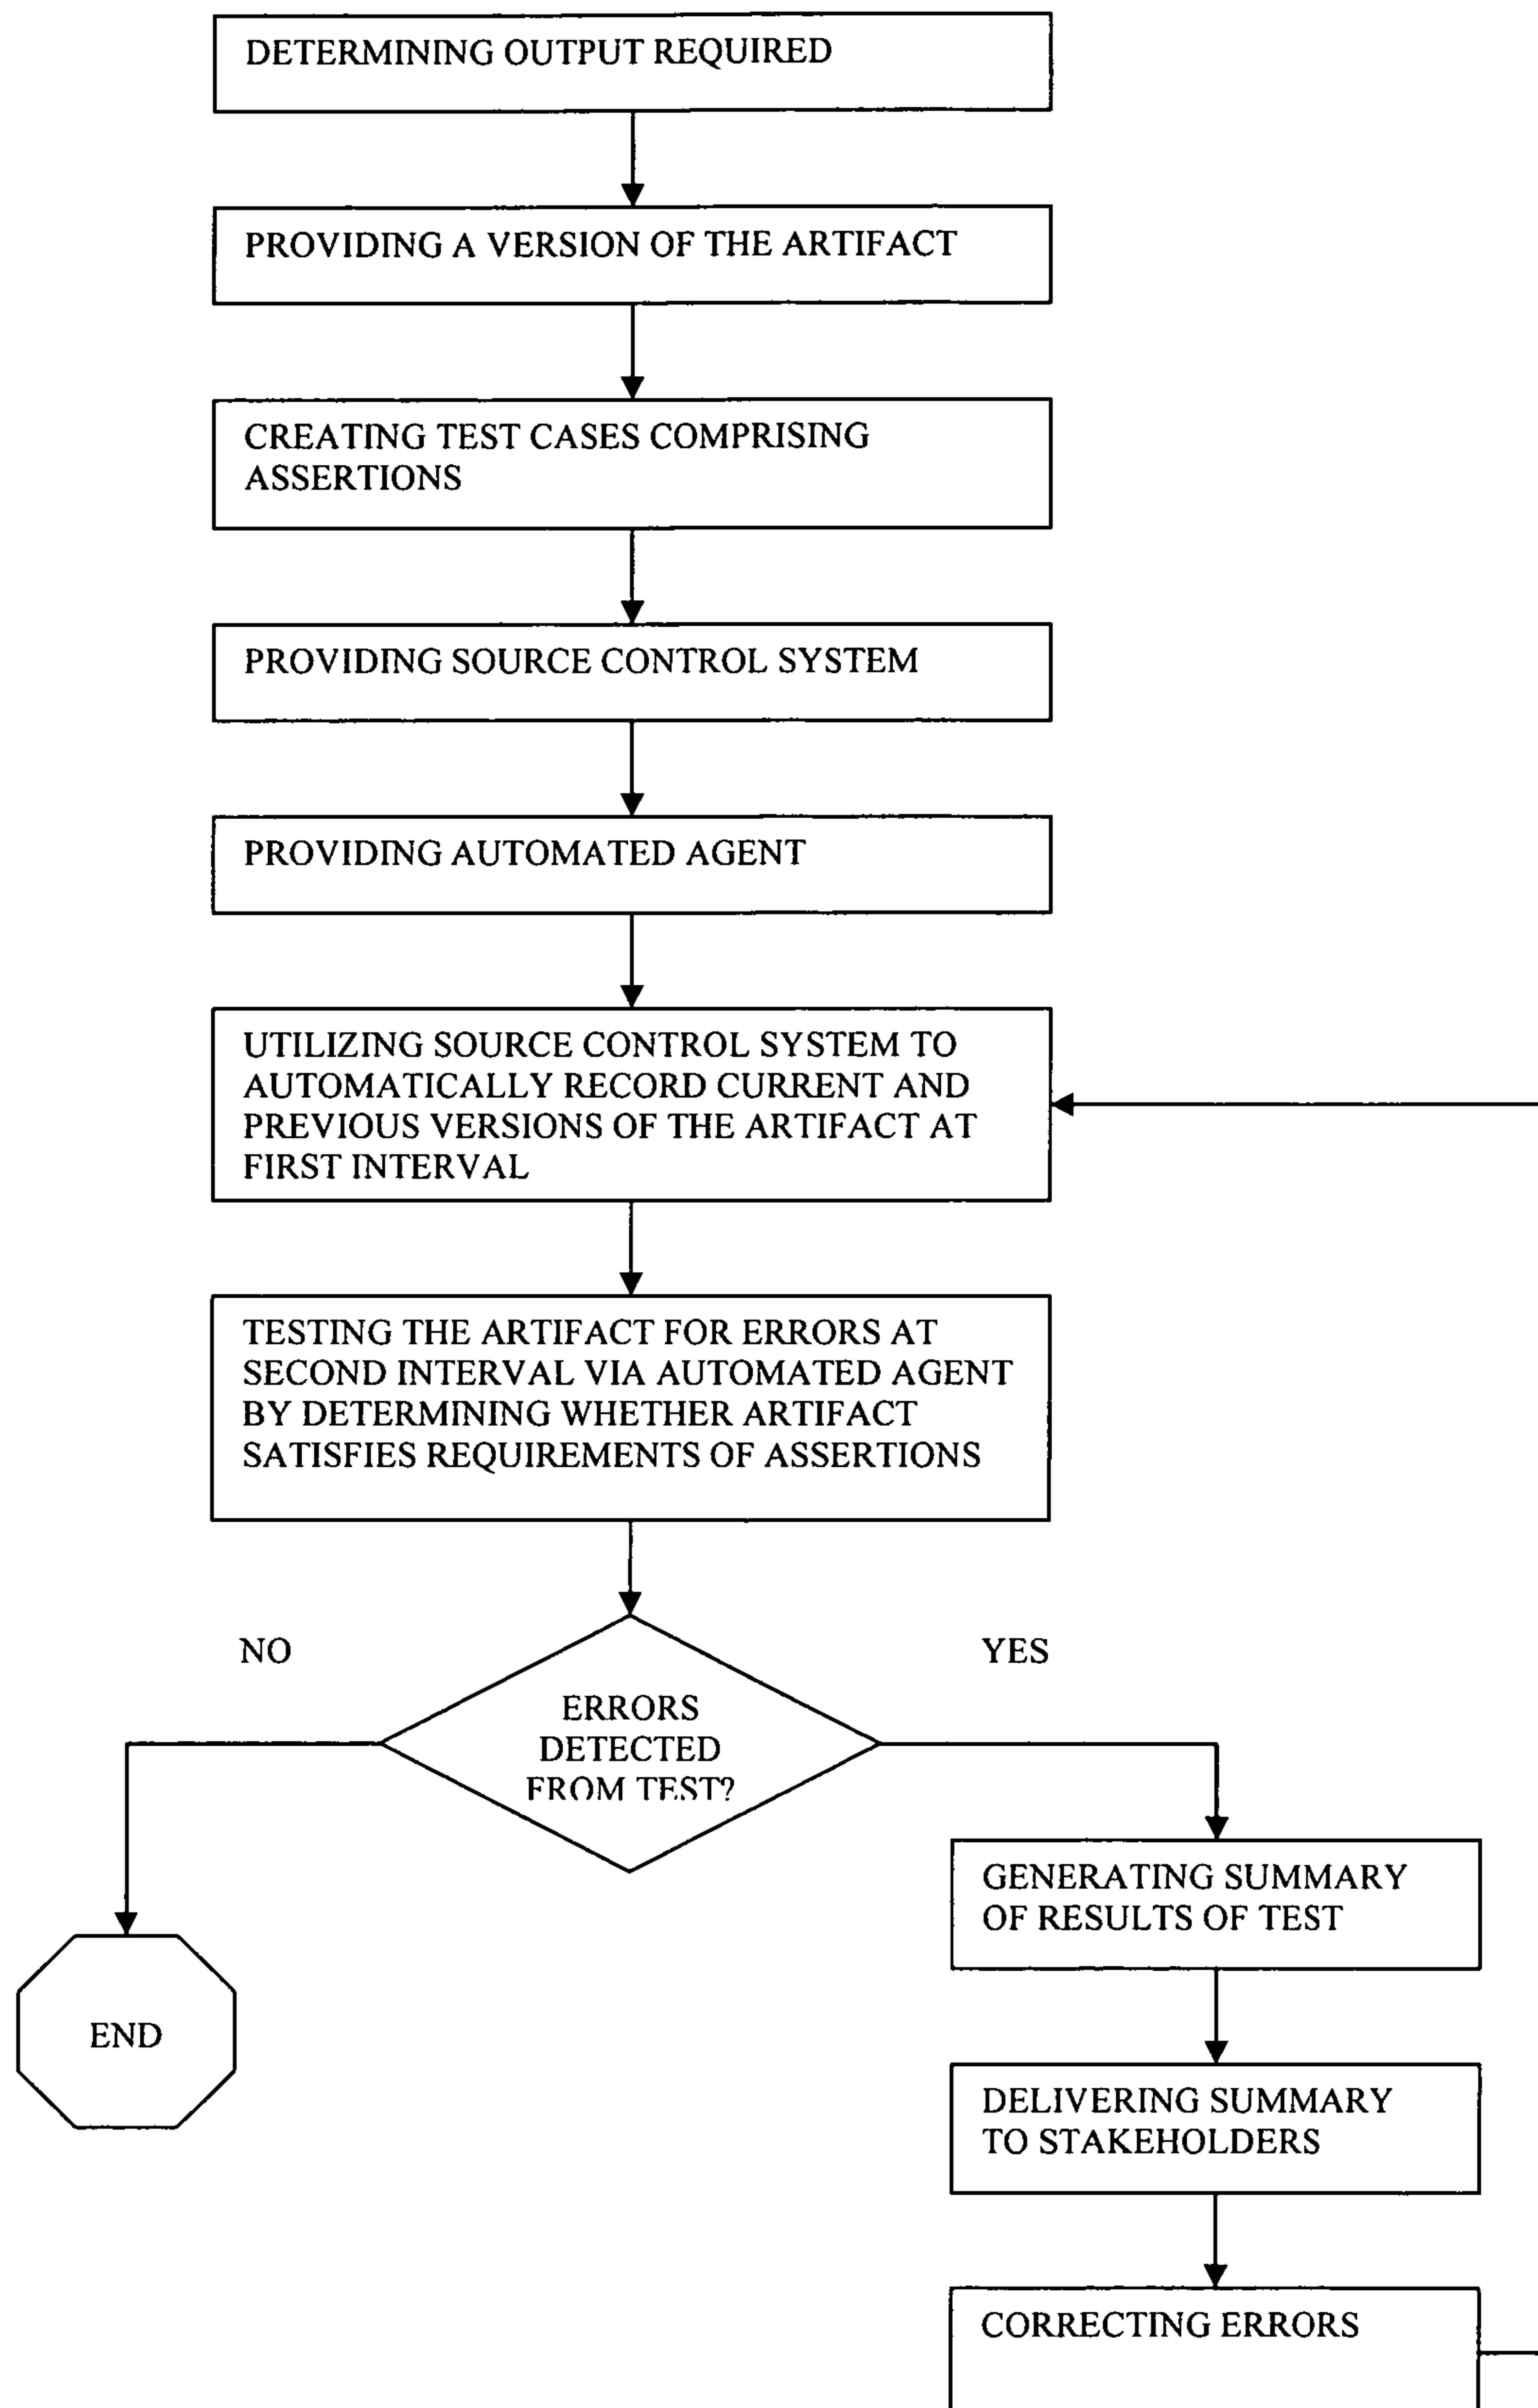 DETERMINING OUTPUT REQUIRED
PROVIDING A VERSION OF THE ARTIFACT
CREATING TEST CASES COMPRISING
ASSERTIONS
PROVIDING SOURCE CONTROL SYSTEM
PROVIDING AUTOMATED AGENT
UTILIZING SOURCE CONTROL SYSTEM TO
AUTOMATICALLY RECORD CURRENT AND
PREVIOUS VERSIONS OF THE ARTIFACT AT
FIRST INTERVAL
TESTING THE ARTIFACT FOR ERRORS AT
SECOND INTERVAL VIA AUTOMATED AGENT
BY DETERMINING WHETHER ARTIFACT
SATISFIES REQUIREMENTS OF ASSERTIONS
NO
YES
ERRORS
DETECTED
FROM TEST?
GENERATING SUMMARY
OF RESULTS OF TEST
END
DELIVERING SUMMARY
TO STAKEHOLDERS
CORRECTING ERRORS